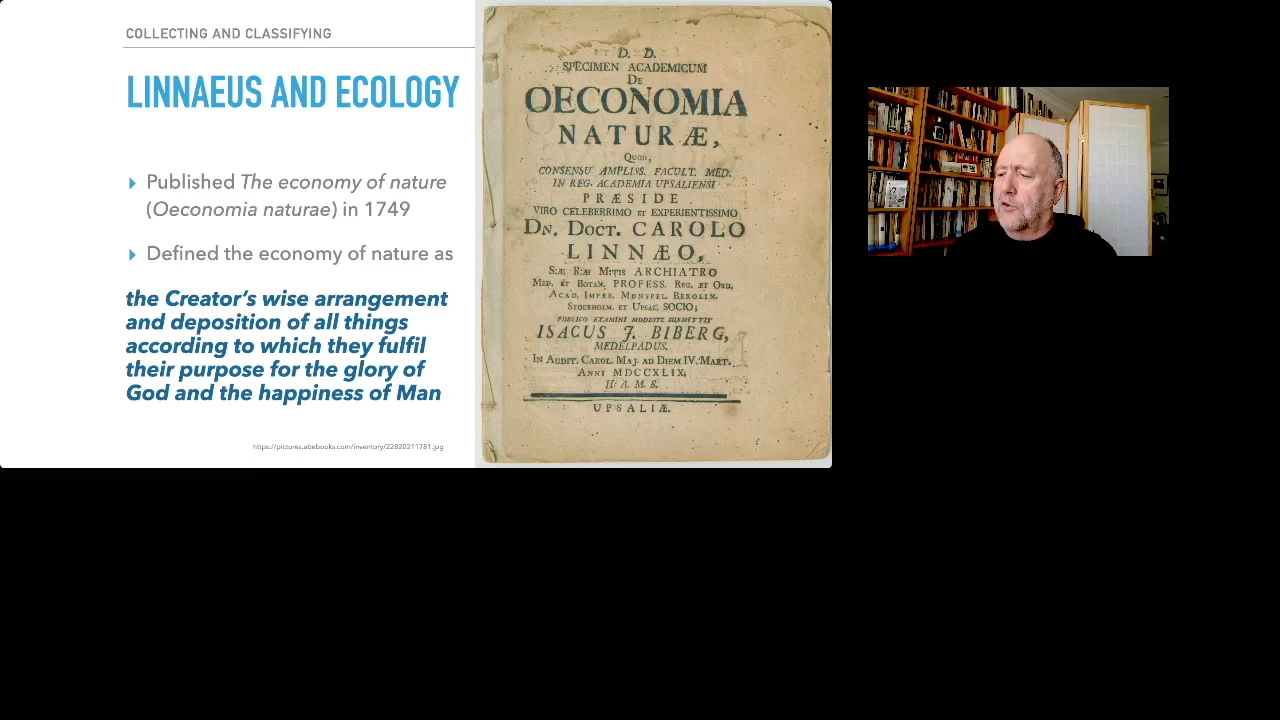 COLLECTING AND CLASSIFYING
LINNAEUS AND ECOLOGY
Published The economy of nature
(Oeconomia naturae) in 1749
Defined the economy of nature as
the Creator's wise arrangement
and deposition of all things
according to which they fulfil
their purpose for the glory of
God and the happiness of Man
https://pictures.abebooks.com/inventory/22820211781.jpg
D. D.
SPECIMEN ACADEMICUM
DE
OECONOMIA
NATURÆ,
QUOD,
CONSENSU AMPLISS. FACULT. MED.
IN REG. ACADEMIA UPSALIENSI
PRÆSIDE
VIRO CELEBERRIMO ET EXPERIENTISSIMO
DN. DOCT. CAROLO
LINNÆO,
SÆ RÆ MTIS ARCHIATRO
MED. ET BOTAN. PROFESS. REG. ET ORD.
ACAD. IMPER. MONSPEL. BEROLIN.
STOCKHOLM. ET UPSAL. SOCIO;
PUBLICO EXAMINI MODESTE SUBMITTIT
ISACUS J. BIBERG,
MEDELPADUS.
IN AUDIT. CAROL. MAJ. AD DIEM IV. MART.
ANNI MDCCXLIX.
H. A. M. S.
UPSALIÆ.